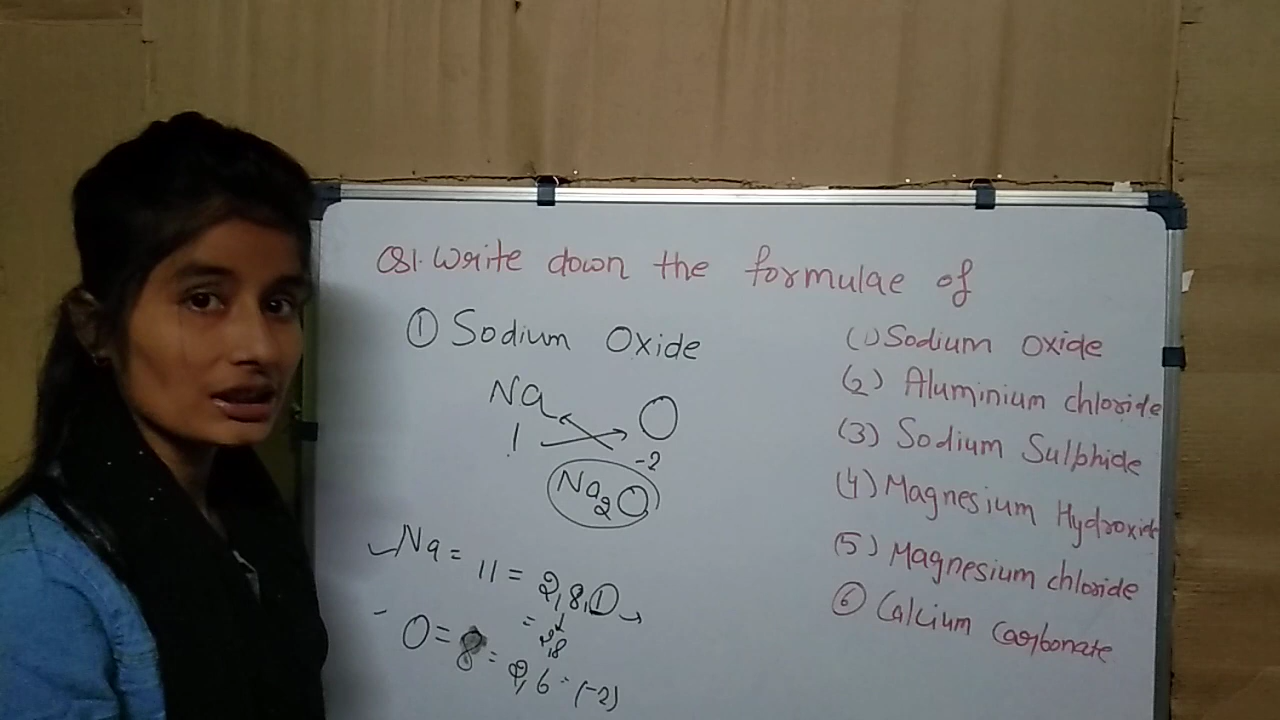 Q1. Write down the formulae of
① Sodium Oxide
Na O
1 -2
Na₂O
Na = 11 = 2,8,1 →
= 2,8
O = 8 = 2,6 = (-2)
(1) Sodium Oxide
(2) Aluminium chloride
(3) Sodium Sulphide
(4) Magnesium Hydroxide
(5) Magnesium chloride
⑥ Calcium Carbonate